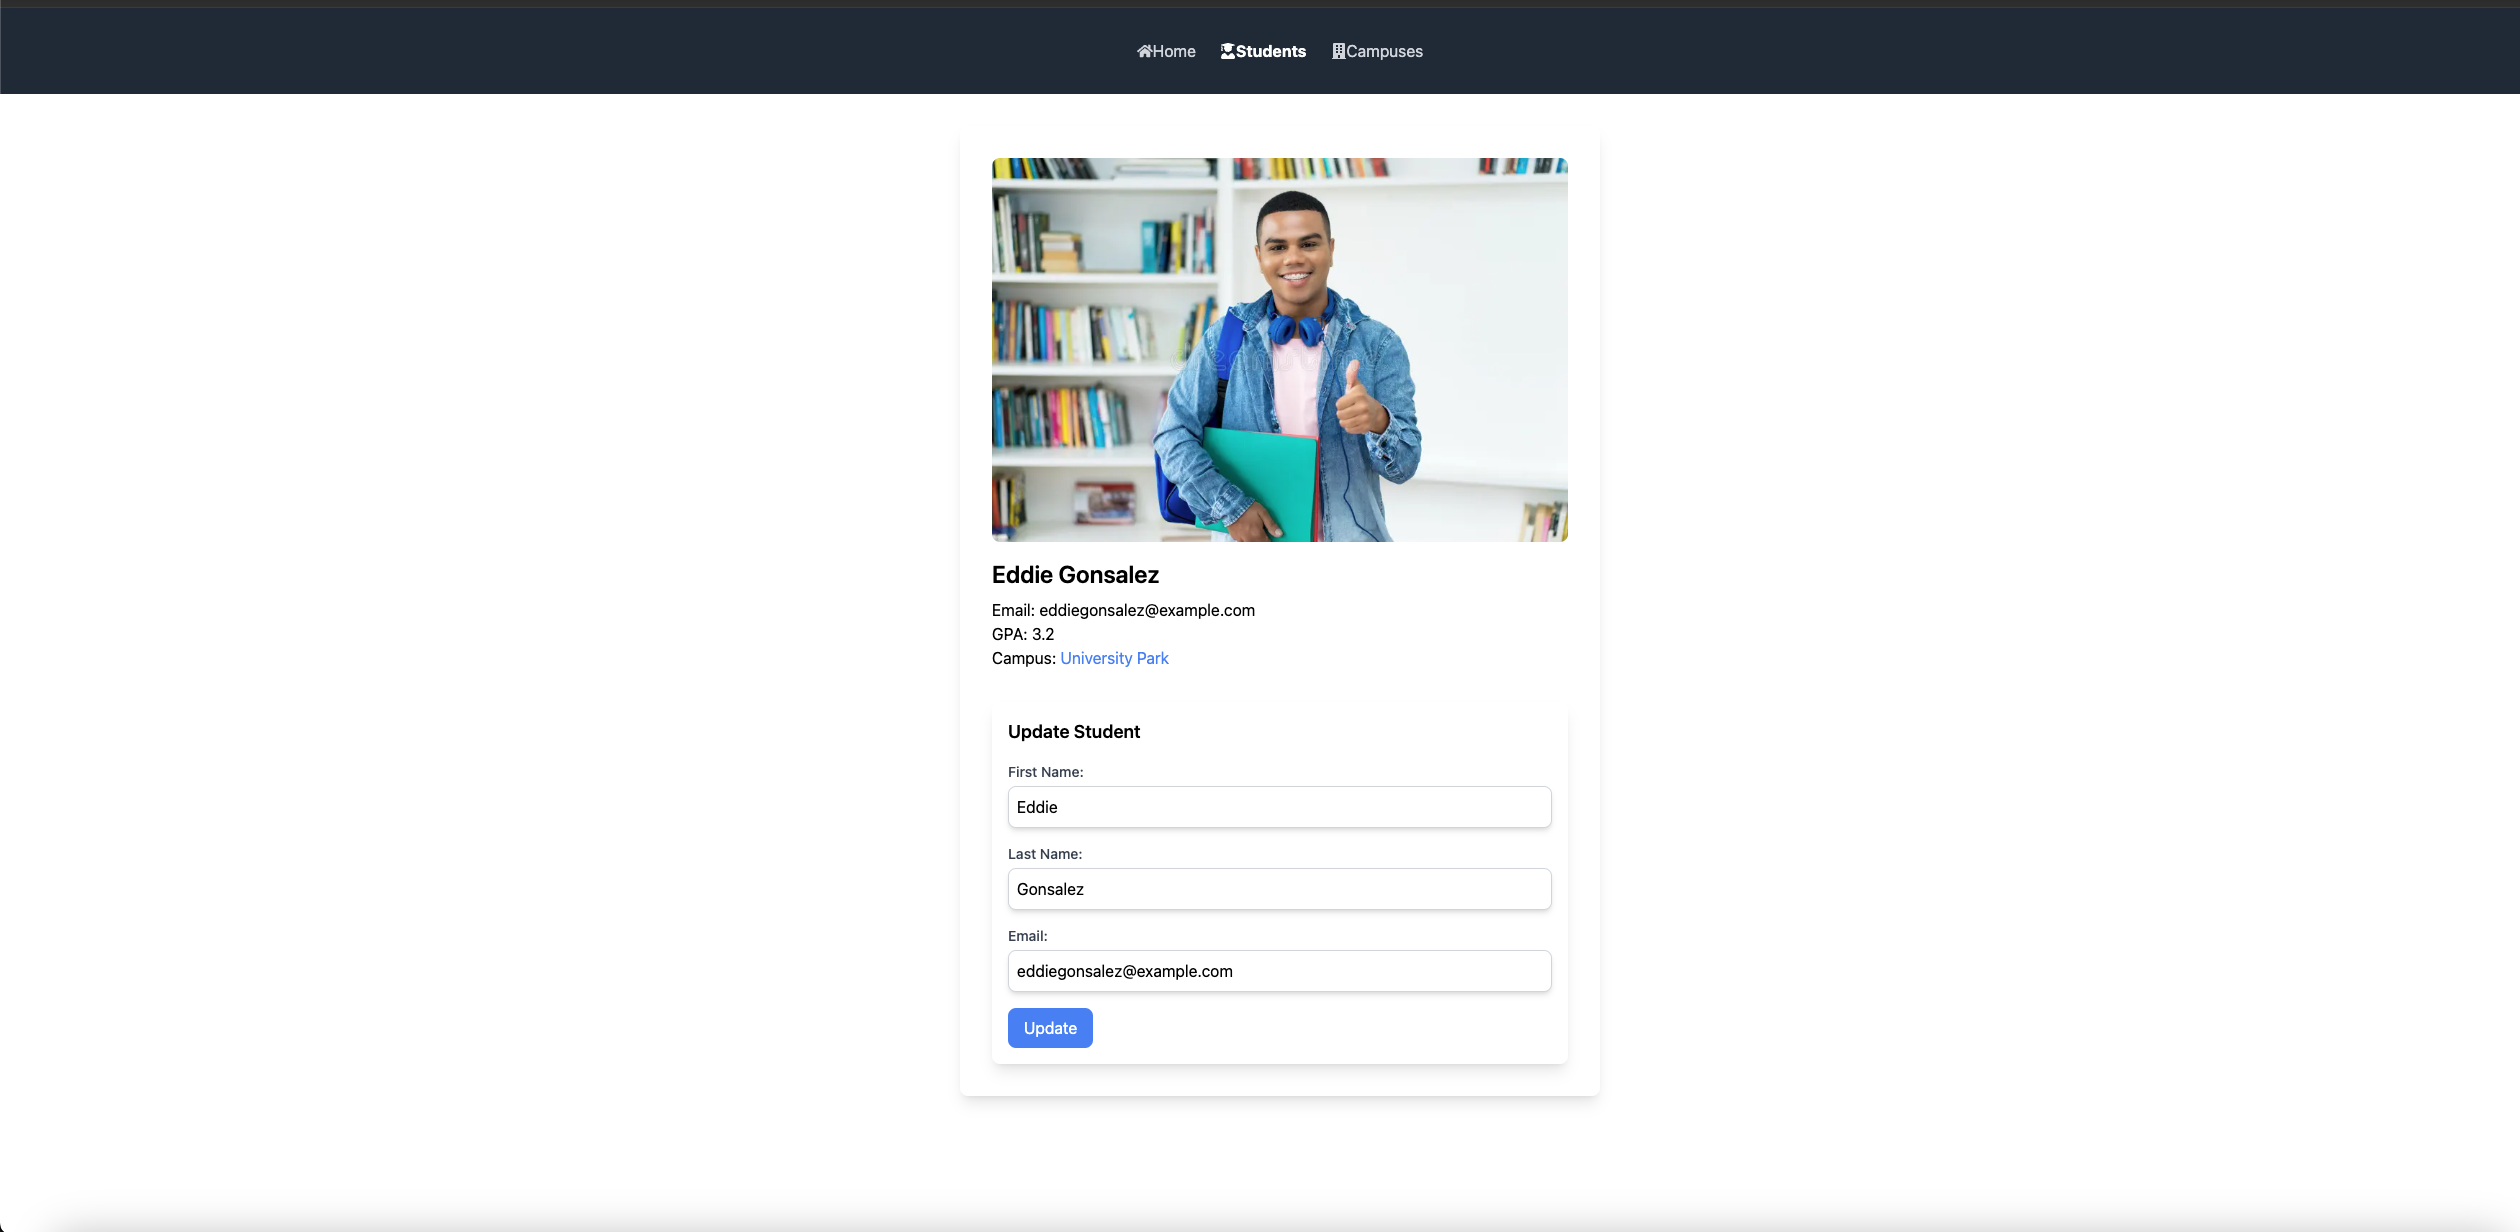 Home Students Campuses
dreamstime
Eddie Gonsalez
Email: eddiegonsalez@example.com
GPA: 3.2
Campus: University Park
Update Student
First Name:
Eddie
Last Name:
Gonsalez
Email:
eddiegonsalez@example.com
Update